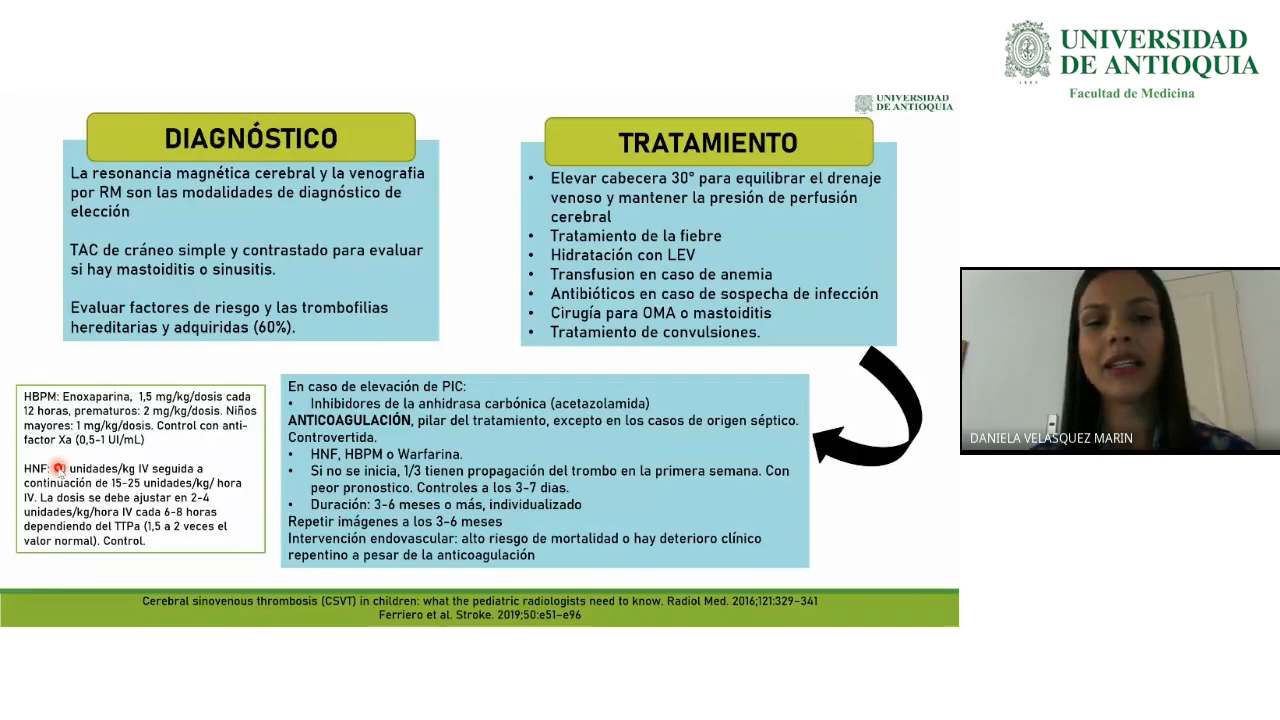 UNIVERSIDAD
DE ANTIOQUIA
1803
Facultad de Medicina
UNIVERSIDAD
DE ANTIOQUIA
DIAGNÓSTICO
La resonancia magnética cerebral y la venografia
por RM son las modalidades de diagnóstico de
elección
TAC de cráneo simple y contrastado para evaluar
si hay mastoiditis o sinusitis.
Evaluar factores de riesgo y las trombofilias
hereditarias y adquiridas (60%).
TRATAMIENTO
• Elevar cabecera 30° para equilibrar el drenaje
venoso y mantener la presión de perfusión
cerebral
• Tratamiento de la fiebre
• Hidratación con LEV
• Transfusion en caso de anemia
• Antibióticos en caso de sospecha de infección
• Cirugía para OMA o mastoiditis
• Tratamiento de convulsiones.
HBPM: Enoxaparina, 1,5 mg/kg/dosis cada
12 horas, prematuros: 2 mg/kg/dosis. Niños
mayores: 1 mg/kg/dosis. Control con anti-
factor Xa (0,5-1 UI/mL)
HNF: unidades/kg IV seguida a
continuación de 15-25 unidades/kg/ hora
IV. La dosis se debe ajustar en 2-4
unidades/kg/hora IV cada 6-8 horas
dependiendo del TTPa (1,5 a 2 veces el
valor normal). Control.
En caso de elevación de PIC:
• Inhibidores de la anhidrasa carbónica (acetazolamida)
ANTICOAGULACIÓN, pilar del tratamiento, excepto en los casos de origen séptico.
Controvertida.
• HNF, HBPM o Warfarina.
• Si no se inicia, 1/3 tienen propagación del trombo en la primera semana. Con
peor pronostico. Controles a los 3-7 dias.
• Duración: 3-6 meses o más, individualizado
Repetir imágenes a los 3-6 meses
Intervención endovascular: alto riesgo de mortalidad o hay deterioro clínico
repentino a pesar de la anticoagulación
DANIELA VELASQUEZ MARIN
Cerebral sinovenous thrombosis (CSVT) in children: what the pediatric radiologists need to know. Radiol Med. 2016;121:329-341
Ferriero et al. Stroke. 2019;50:e51-e96